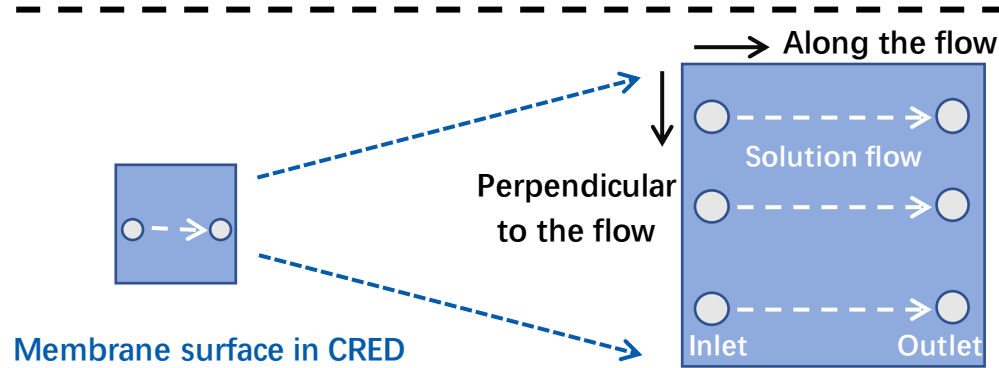 Along the flow
Solution flow
Perpendicular
to the flow
Inlet
Outlet
Membrane surface in CRED